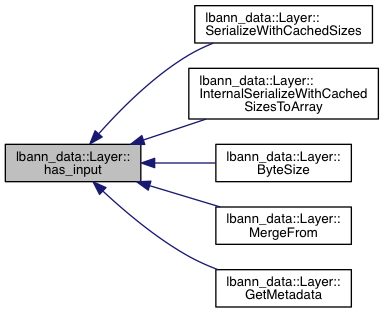 lbann_data::Layer::
SerializeWithCachedSizes
lbann_data::Layer::
InternalSerializeWithCached
SizesToArray
lbann_data::Layer::
has_input
lbann_data::Layer::
ByteSize
lbann_data::Layer::
MergeFrom
lbann_data::Layer::
GetMetadata